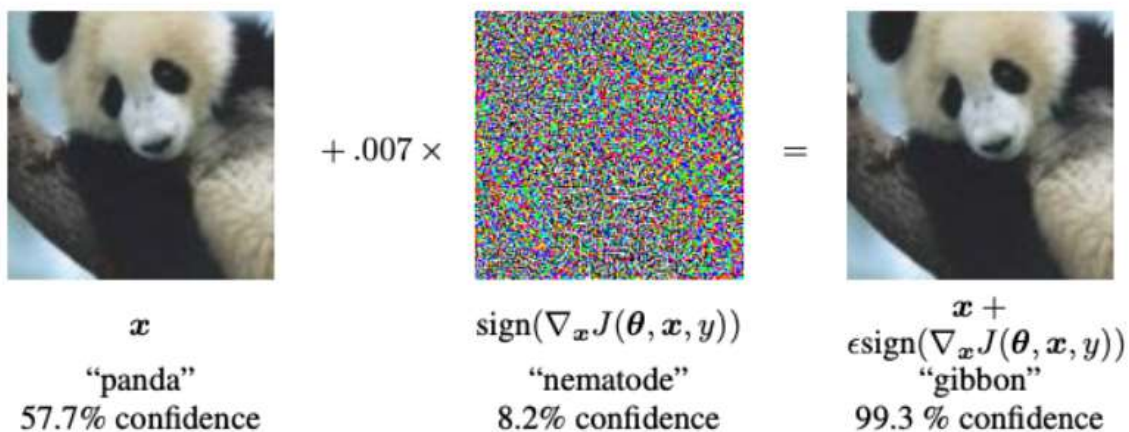 + .007 ×
=
x
sign(∇ₓJ(θ, x, y))
x +
ϵsign(∇ₓJ(θ, x, y))
“panda”
“nematode”
“gibbon”
57.7% confidence
8.2% confidence
99.3 % confidence